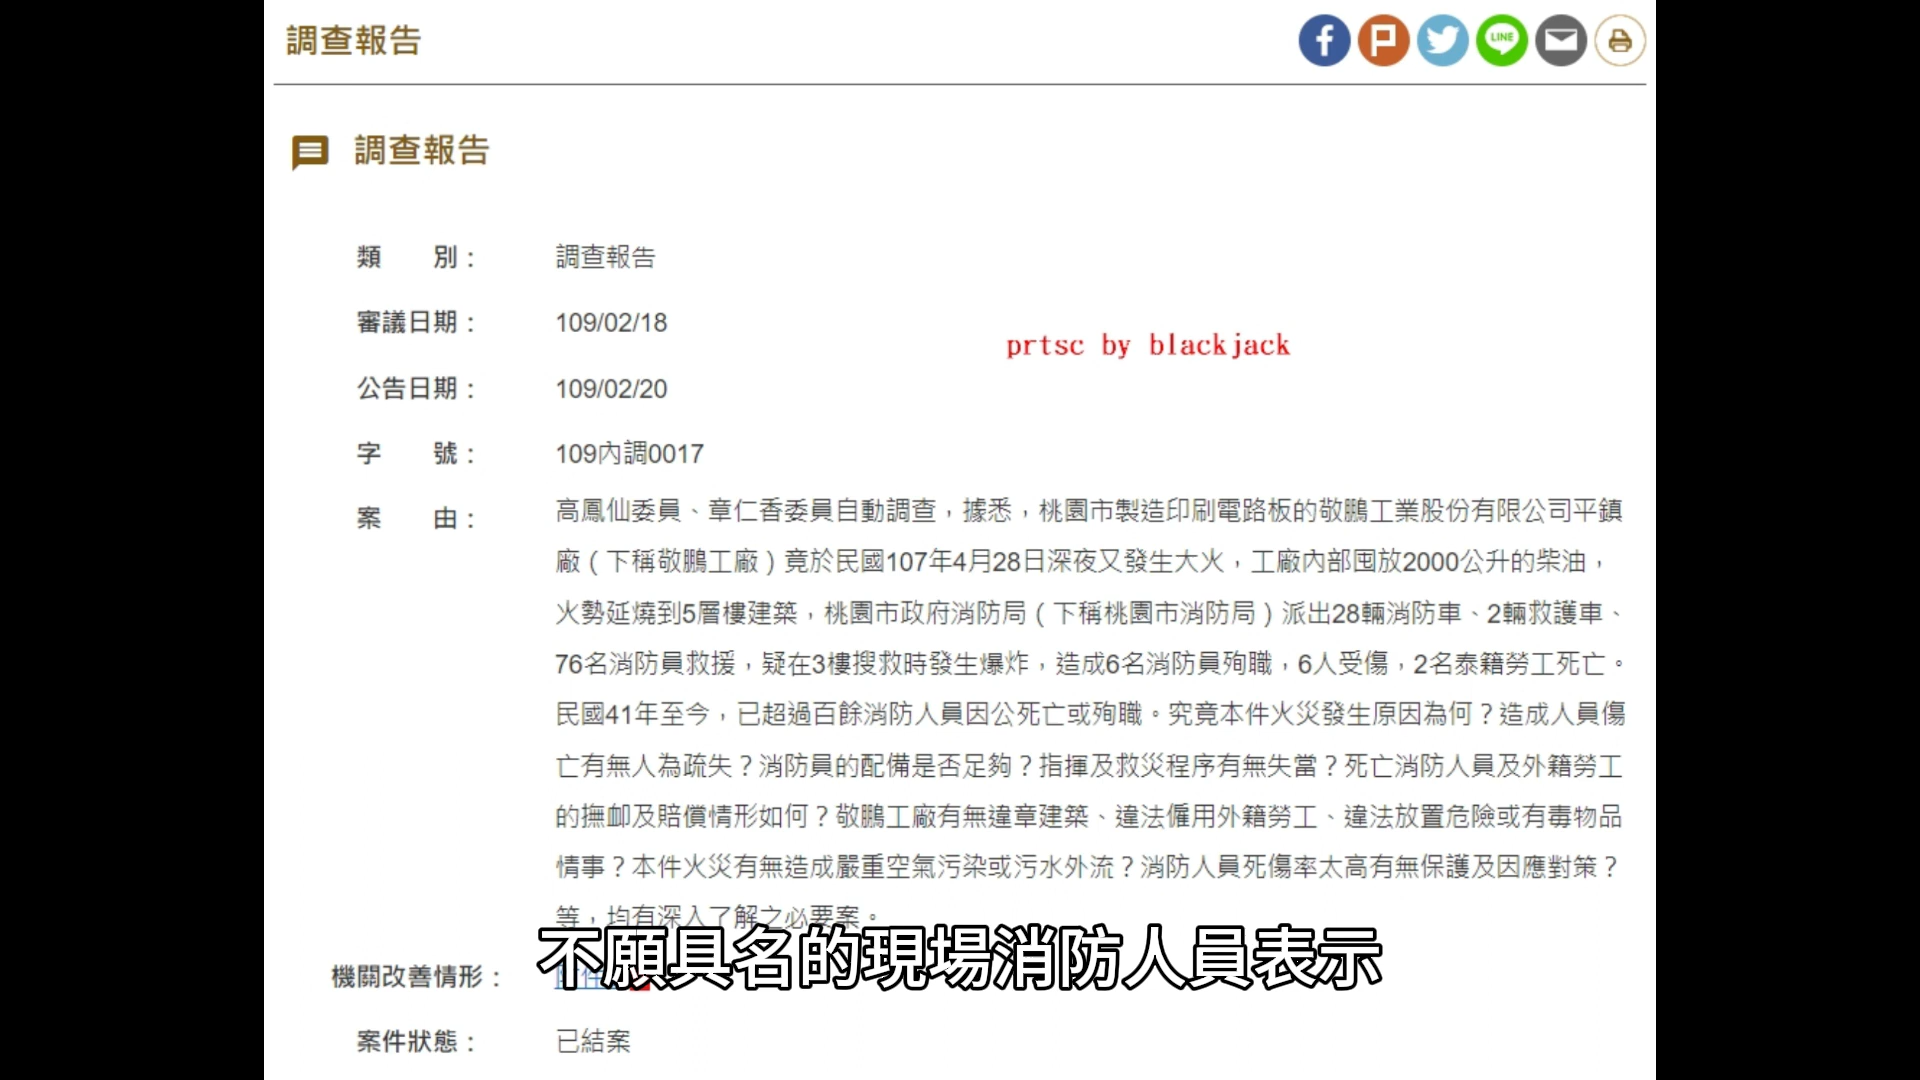 調查報告
LINE
調查報告
類 別： 調查報告
審議日期： 109/02/18
prtsc by blackjack
公告日期： 109/02/20
字 號： 109內調0017
案 由： 高鳳仙委員、章仁香委員自動調查，據悉，桃園市製造印刷電路板的敬鵬工業股份有限公司平鎮
廠（下稱敬鵬工廠）竟於民國107年4月28日深夜又發生大火，工廠內部囤放2000公升的柴油，
火勢延燒到5層樓建築，桃園市政府消防局（下稱桃園市消防局）派出28輛消防車、2輛救護車、
76名消防員救援，疑在3樓搜救時發生爆炸，造成6名消防員殉職，6人受傷，2名泰籍勞工死亡。
民國41年至今，已超過百餘消防人員因公死亡或殉職。究竟本件火災發生原因為何？造成人員傷
亡有無人為疏失？消防員的配備是否足夠？指揮及救災程序有無失當？死亡消防人員及外籍勞工
的撫卹及賠償情形如何？敬鵬工廠有無違章建築、違法僱用外籍勞工、違法放置危險或有毒物品
情事？本件火災有無造成嚴重空氣污染或污水外流？消防人員死傷率太高有無保護及因應對策？
等，均有深入了解之必要案。
不願具名的現場消防人員表示
機關改善情形：
案件狀態： 已結案